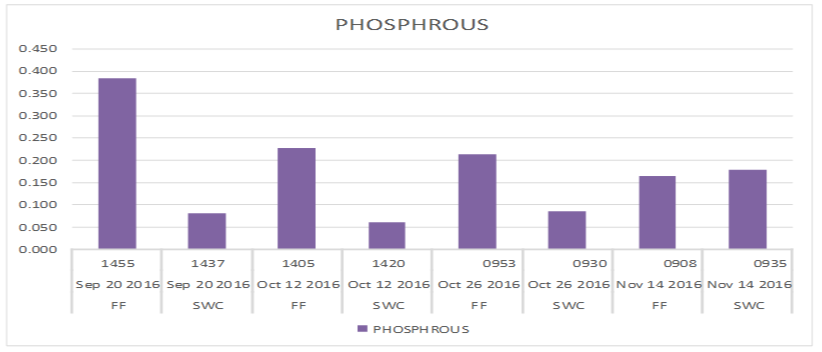 PHOSPHROUS
0.450
0.400
0.350
0.300
0.250
0.200
0.150
0.100
0.050
0.000
1455 1437 1405 1420 0953 0930 0908 0935
Sep 20 2016 Sep 20 2016 Oct 12 2016 Oct 12 2016 Oct 26 2016 Oct 26 2016 Nov 14 2016 Nov 14 2016
FF SWC FF SWC FF SWC FF SWC
PHOSPHROUS